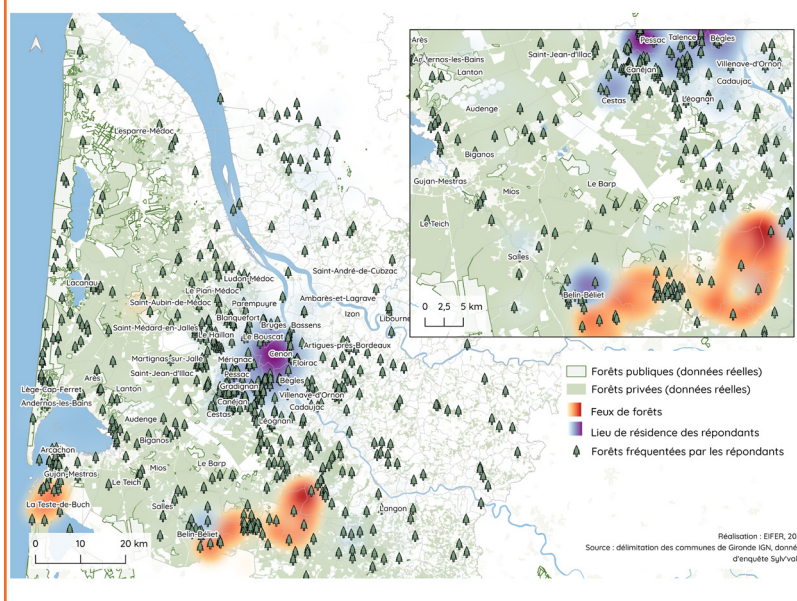 Lesparre-Médoc
Lacanau
Saint-André-de-Cubzac
Ludon-Médoc
Le Pian-Médoc
Ambarès-et-Lagrave
Saint-Aubin-de-Médoc
Parempuyre
Izon
Libourne
Blanquefort
Bruges
Bassens
Saint-Médard-en-Jalles
Le Haillan
Le Bouscat
Artigues-près-Bordeaux
Cenon
Martignas-sur-Jalle
Mérignac
Floirac
Saint-Jean-d'Illac
Pessac
Bègles
Arès
Gradignan
Lège-Cap-Ferret
Lanton
Villenave-d'Ornon
Andernos-les-Bains
Canéjan
Cadaujac
Cestas
Audenge
Léognan
Biganos
Arcachon
Le Barp
Gujan-Mestras
Mios
Le Teich
La Teste-de-Buch
Salles
Langon
Belin-Béliet
0 10 20 km
Arès
Pessac
Talence
Bègles
Andernos-les-Bains
Saint-Jean-d'Illac
Villenave-d'Ornon
Lanton
Canéjan
Cadaujac
Cestas
Léognan
Audenge
Biganos
Gujan-Mestras
Mios
Le Barp
Le Teich
Salles
Belin-Béliet
0 2,5 5 km
Forêts publiques (données réelles)
Forêts privées (données réelles)
Feux de forêts
Lieu de résidence des répondants
Forêts fréquentées par les répondants
Réalisation : EIFER, 20
Source : délimitation des communes de Gironde IGN, donné
d'enquête Sylv'val